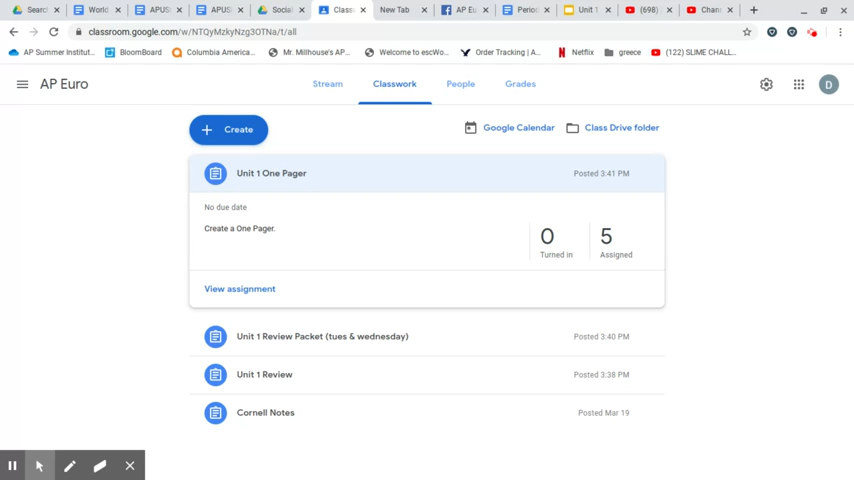 Search World APUS APUS Social Class New Tab AP Eu Period Unit 1 (698) Chan
classroom.google.com/w/NTQyMzkyNzg3OTNa/t/all
AP Summer Institut... BloomBoard Columbia America... Mr. Millhouse's AP... Welcome to escWo... Order Tracking | A... Netflix greece (122) SLIME CHALL...
AP Euro Stream Classwork People Grades D
+ Create Google Calendar Class Drive folder
Unit 1 One Pager Posted 3:41 PM
No due date
Create a One Pager.
0 5
Turned in Assigned
View assignment
Unit 1 Review Packet (tues & wednesday) Posted 3:40 PM
Unit 1 Review Posted 3:38 PM
Cornell Notes Posted Mar 19